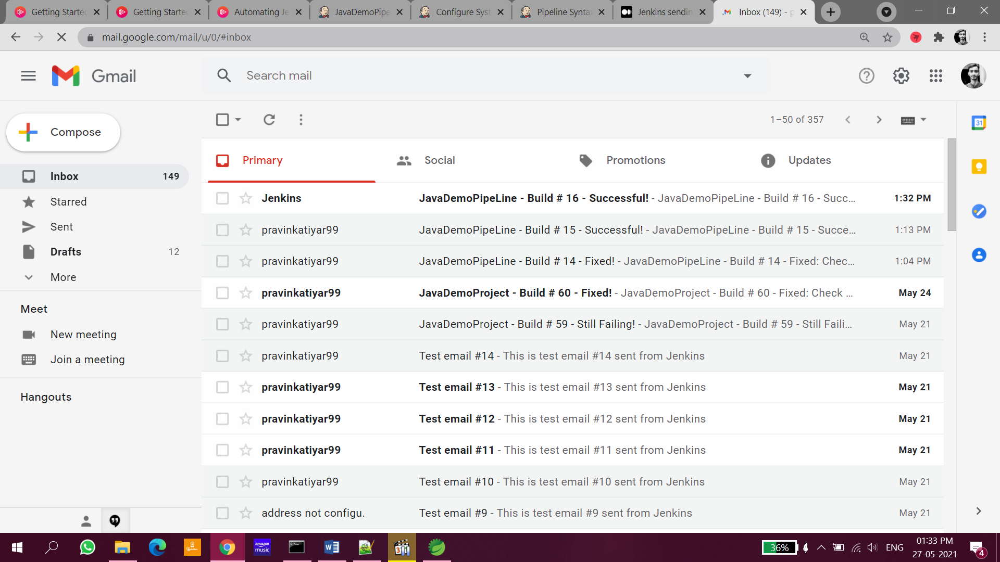 Getting Started
Getting Started
Automating Je
JavaDemoPipe
Configure Syst
Pipeline Synta
Jenkins sendin
Inbox (149) - p
mail.google.com/mail/u/0/#inbox
Gmail
Search mail
Compose
1–50 of 357
31
Primary
Social
Promotions
Updates
Inbox 149
Starred
Sent
Drafts 12
More
Meet
New meeting
Join a meeting
Hangouts
Jenkins JavaDemoPipeLine - Build # 16 - Successful! - JavaDemoPipeLine - Build # 16 - Succ... 1:32 PM
pravinkatiyar99 JavaDemoPipeLine - Build # 15 - Successful! - JavaDemoPipeLine - Build # 15 - Succe... 1:13 PM
pravinkatiyar99 JavaDemoPipeLine - Build # 14 - Fixed! - JavaDemoPipeLine - Build # 14 - Fixed: Chec... 1:04 PM
pravinkatiyar99 JavaDemoProject - Build # 60 - Fixed! - JavaDemoProject - Build # 60 - Fixed: Check ... May 24
pravinkatiyar99 JavaDemoProject - Build # 59 - Still Failing! - JavaDemoProject - Build # 59 - Still Faili... May 21
pravinkatiyar99 Test email #14 - This is test email #14 sent from Jenkins May 21
pravinkatiyar99 Test email #13 - This is test email #13 sent from Jenkins May 21
pravinkatiyar99 Test email #12 - This is test email #12 sent from Jenkins May 21
pravinkatiyar99 Test email #11 - This is test email #11 sent from Jenkins May 21
pravinkatiyar99 Test email #10 - This is test email #10 sent from Jenkins May 21
address not configu. Test email #9 - This is test email #9 sent from Jenkins May 21
amazon music
36%
ENG
01:33 PM
27-05-2021
4